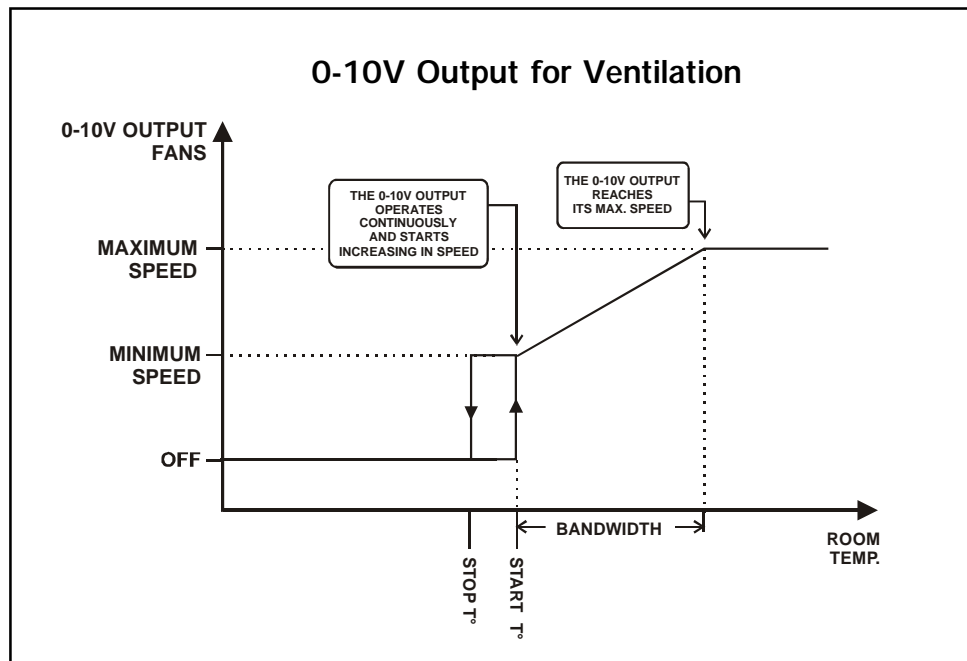 0-10V Output for Ventilation
0-10V OUTPUT
FANS
THE 0-10V OUTPUT
OPERATES
CONTINUOUSLY
AND STARTS
INCREASING IN SPEED
THE 0-10V OUTPUT
REACHES
ITS MAX. SPEED
MAXIMUM
SPEED
MINIMUM
SPEED
OFF
BANDWIDTH
ROOM
TEMP.
STOP T°
START T°